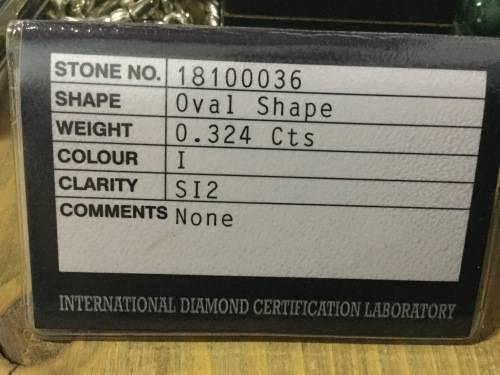 STONE NO. 18100036
SHAPE Oval Shape
WEIGHT 0.324 Cts
COLOUR I
CLARITY SI2
COMMENTS None
INTERNATIONAL DIAMOND CERTIFICATION LABORATORY